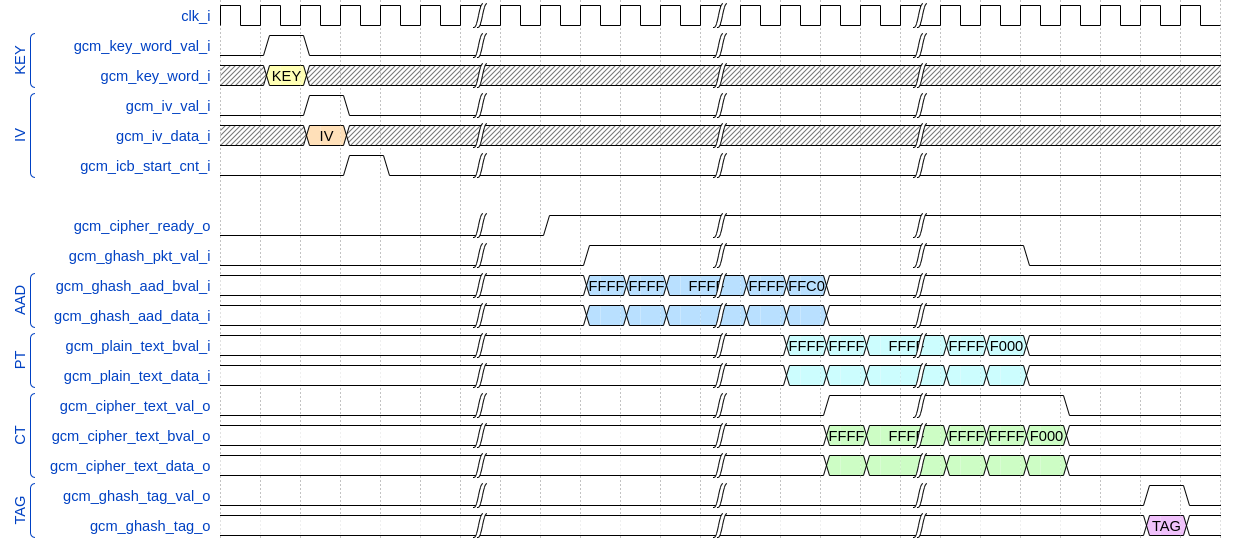 clk_i
KEY
gcm_key_word_val_i
gcm_key_word_i KEY
IV
gcm_iv_val_i
gcm_iv_data_i IV
gcm_icb_start_cnt_i
gcm_cipher_ready_o
gcm_ghash_pkt_val_i
AAD
gcm_ghash_aad_bval_i FFFF FFFF FFFF FFFF FFC0
gcm_ghash_aad_data_i
PT
gcm_plain_text_bval_i FFFF FFFF FFFF FFFF F000
gcm_plain_text_data_i
CT
gcm_cipher_text_val_o
gcm_cipher_text_bval_o FFFF FFFF FFFF FFFF F000
gcm_cipher_text_data_o
TAG
gcm_ghash_tag_val_o
gcm_ghash_tag_o TAG